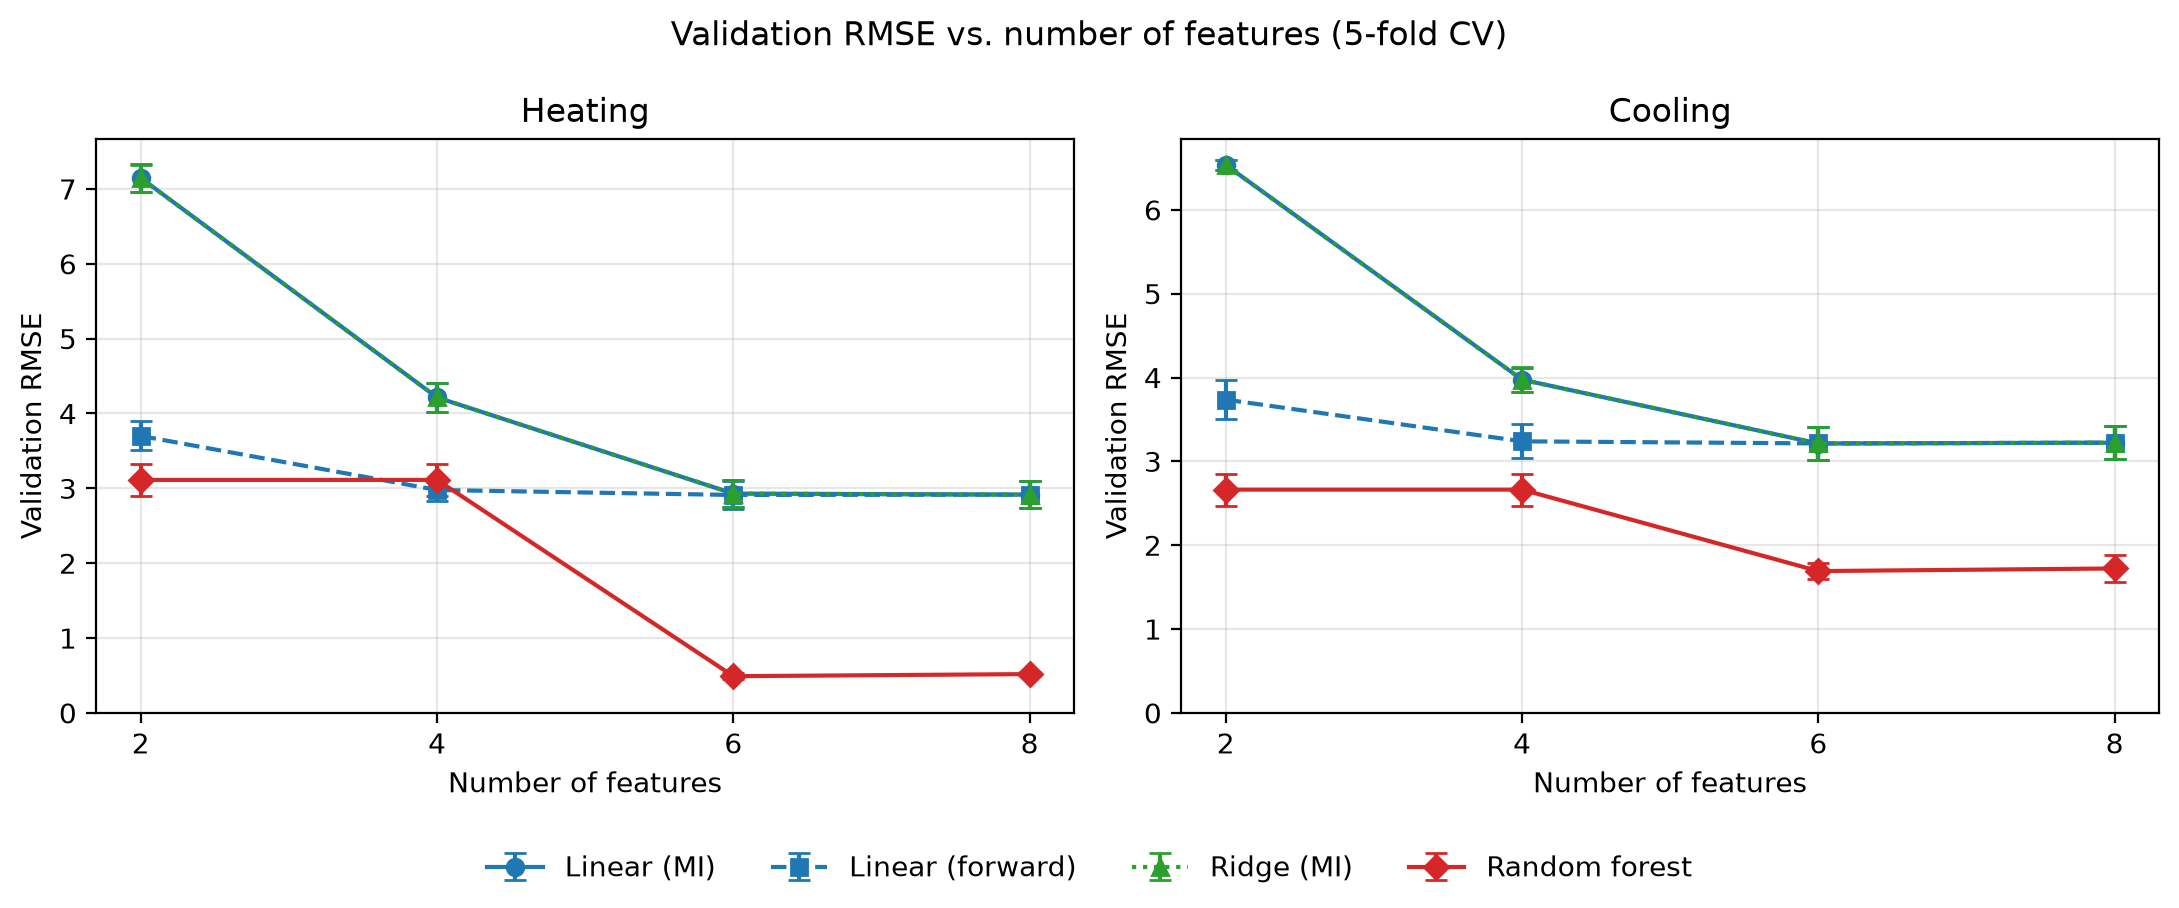 Validation RMSE vs. number of features (5-fold CV)
Heating
Validation RMSE
7
6
5
4
3
2
1
0
2 4 6 8
Number of features
Cooling
Validation RMSE
6
5
4
3
2
1
0
2 4 6 8
Number of features
Linear (MI) Linear (forward) Ridge (MI) Random forest